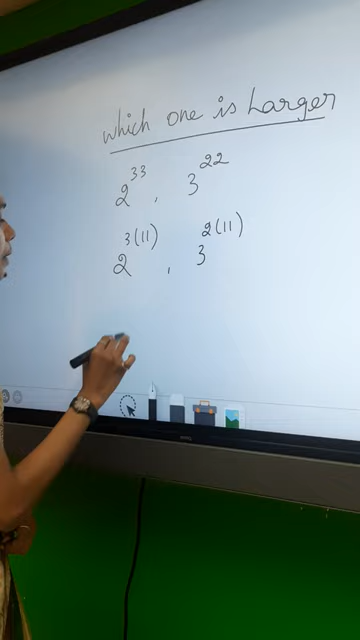 which one is Larger
2^33 , 3^22
2^3(11) , 3^2(11)